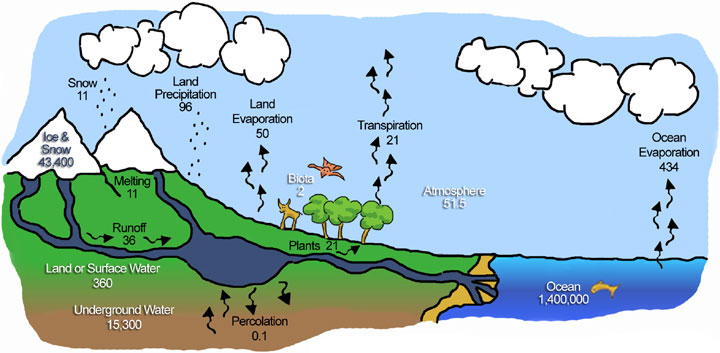 Snow
11
Land
Precipitation
96
Land
Evaporation
50
Transpiration
21
Ocean
Evaporation
434
Ice &
Snow
43,400
Melting
11
Biota
2
Atmosphere
51.5
Runoff
36
Plants 21
Land or Surface Water
360
Ocean
1,400,000
Underground Water
15,300
Percolation
0.1